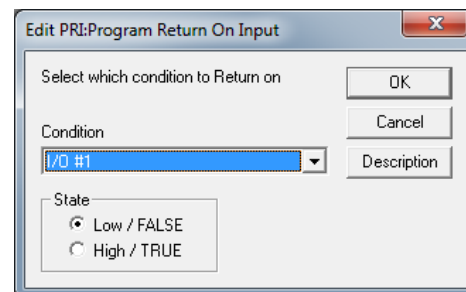 Edit PRI:Program Return On Input
Select which condition to Return on
OK
Cancel
Condition
I/O #1
Description
State
Low / FALSE
High / TRUE